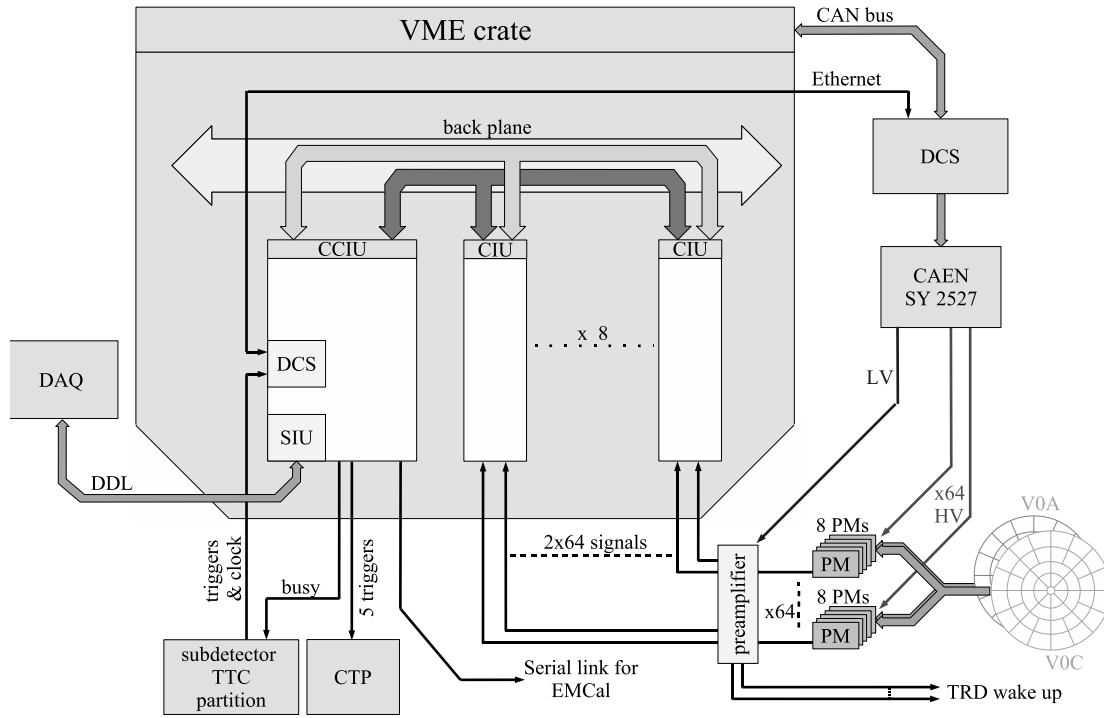 VME crate
CAN bus
Ethernet
back plane
DCS
CCIU
CIU
CIU
CAEN
SY 2527
x 8
DCS
DAQ
LV
SIU
DDL
x64
HV
V0A
8 PMs
triggers
& clock
5 triggers
2x64 signals
PM
preamplifier
busy
x64
8 PMs
PM
subdetector
TTC
partition
CTP
Serial link for
EMCal
V0C
TRD wake up